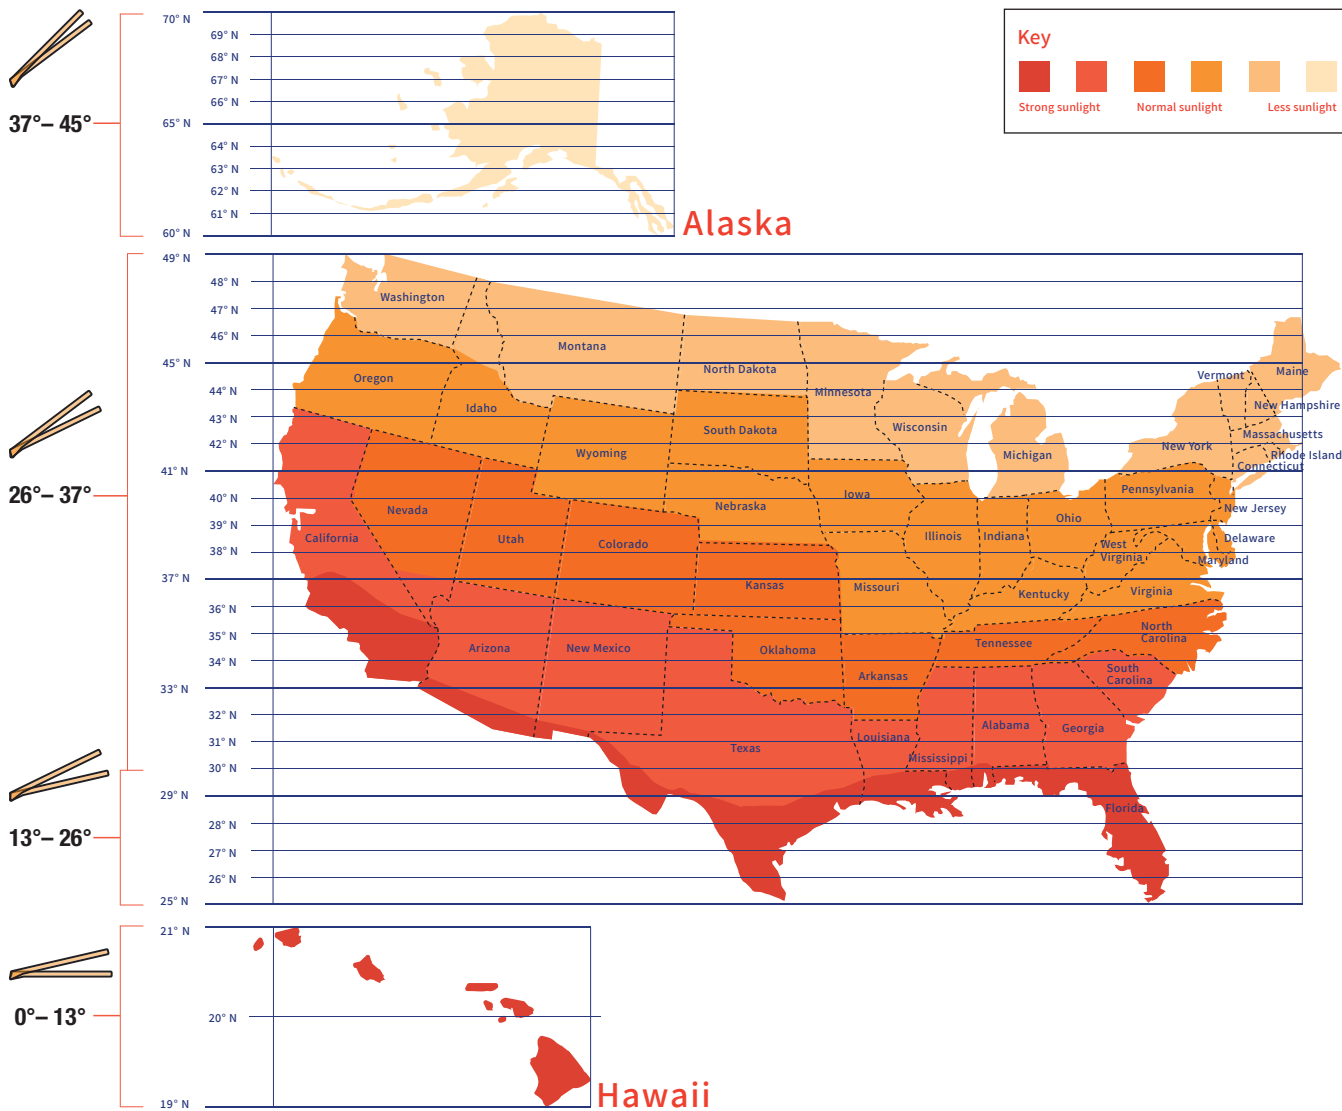 70° N
69° N
68° N
67° N
66° N
65° N
64° N
63° N
62° N
61° N
60° N
37°– 45°
Alaska
Key
Strong sunlight
Normal sunlight
Less sunlight
49° N
48° N
47° N
46° N
45° N
44° N
43° N
42° N
41° N
40° N
39° N
38° N
37° N
36° N
35° N
34° N
33° N
32° N
31° N
30° N
29° N
28° N
27° N
26° N
25° N
26°– 37°
13°– 26°
Washington
Montana
North Dakota
Minnesota
Vermont
Maine
Oregon
Idaho
New Hampshire
South Dakota
Wisconsin
Massachusetts
Wyoming
Michigan
New York
Rhode Island
Connecticut
Nevada
Nebraska
Iowa
Pennsylvania
Ohio
New Jersey
California
Utah
Colorado
Illinois
Indiana
West
Virginia
Delaware
Maryland
Kansas
Missouri
Kentucky
Virginia
Arizona
New Mexico
Oklahoma
Tennessee
North
Carolina
Arkansas
South
Carolina
Texas
Louisiana
Mississippi
Alabama
Georgia
Florida
21° N
20° N
19° N
0°– 13°
Hawaii